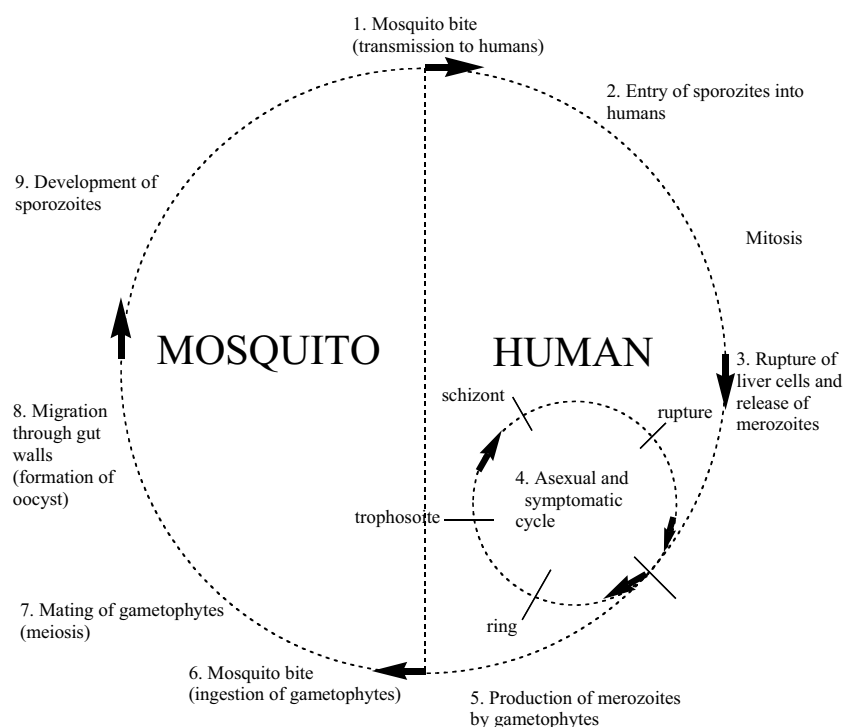 1. Mosquito bite
(transmission to humans)
2. Entry of sporozites into
humans
9. Development of
sporozoites
Mitosis
MOSQUITO
HUMAN
3. Rupture of
liver cells and
release of
merozoites
schizont
rupture
8. Migration
through gut
walls
(formation of
oocyst)
4. Asexual and
symptomatic
cycle
trophosoite
ring
7. Mating of gametophytes
(meiosis)
6. Mosquito bite
(ingestion of gametophytes)
5. Production of merozoites
by gametophytes